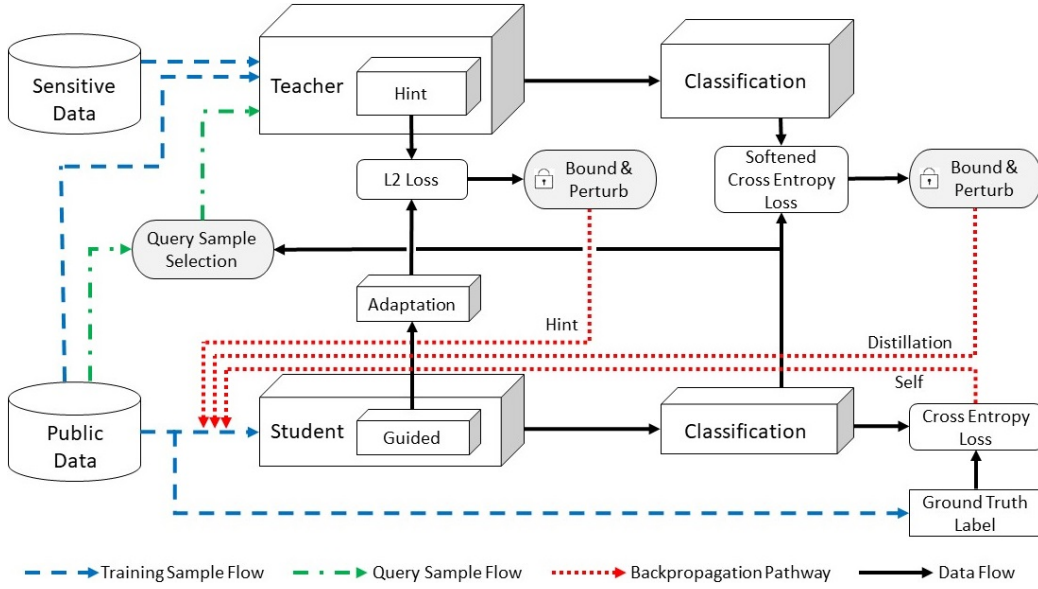 Sensitive
Data
Teacher
Hint
Classification
L2 Loss
Bound &
Perturb
Softened
Cross Entropy
Loss
Bound &
Perturb
Query Sample
Selection
Adaptation
Hint
Distillation
Self
Public
Data
Student
Guided
Classification
Cross Entropy
Loss
Ground Truth
Label
Training Sample Flow
Query Sample Flow
Backpropagation Pathway
Data Flow